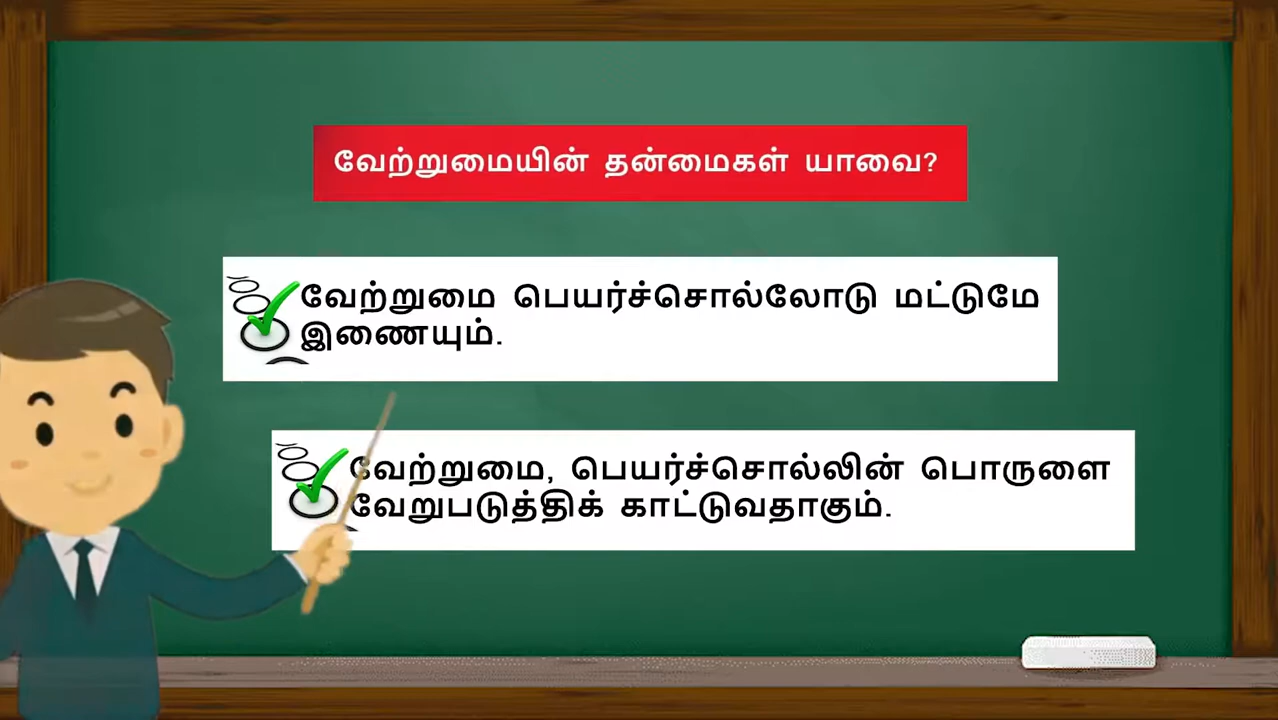 வேற்றுமையின் தன்மைகள் யாவை?
வேற்றுமை பெயர்ச்சொல்லோடு மட்டுமே
இணையும்.
வேற்றுமை, பெயர்ச்சொல்லின் பொருளை
வேறுபடுத்திக் காட்டுவதாகும்.